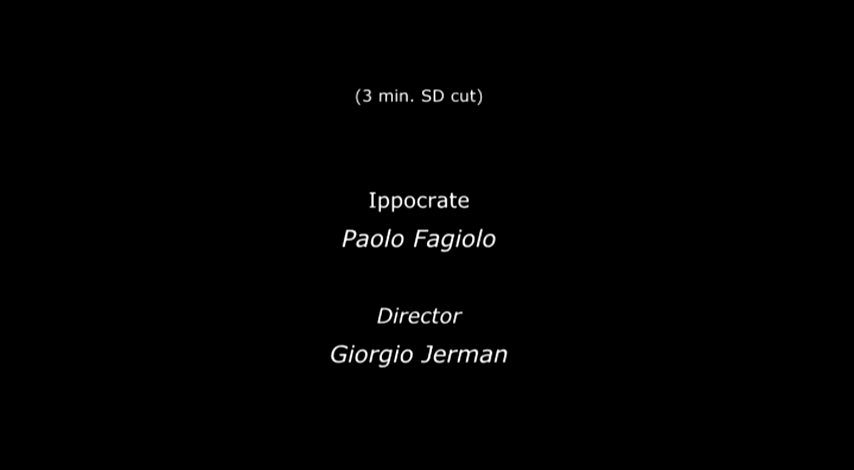 (3 min. SD cut)
Ippocrate
Paolo Fagiolo
Director
Giorgio Jerman